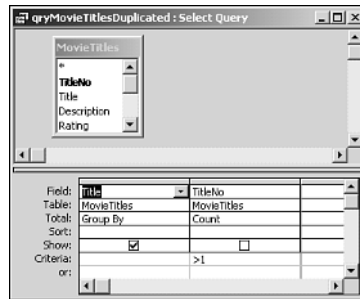 qryMovieTitlesDuplicated : Select Query
MovieTitles
*
TitleNo
Title
Description
Rating
Field: Title TitleNo
Table: MovieTitles MovieTitles
Total: Group By Count
Sort:
Show:
Criteria: >1
or: